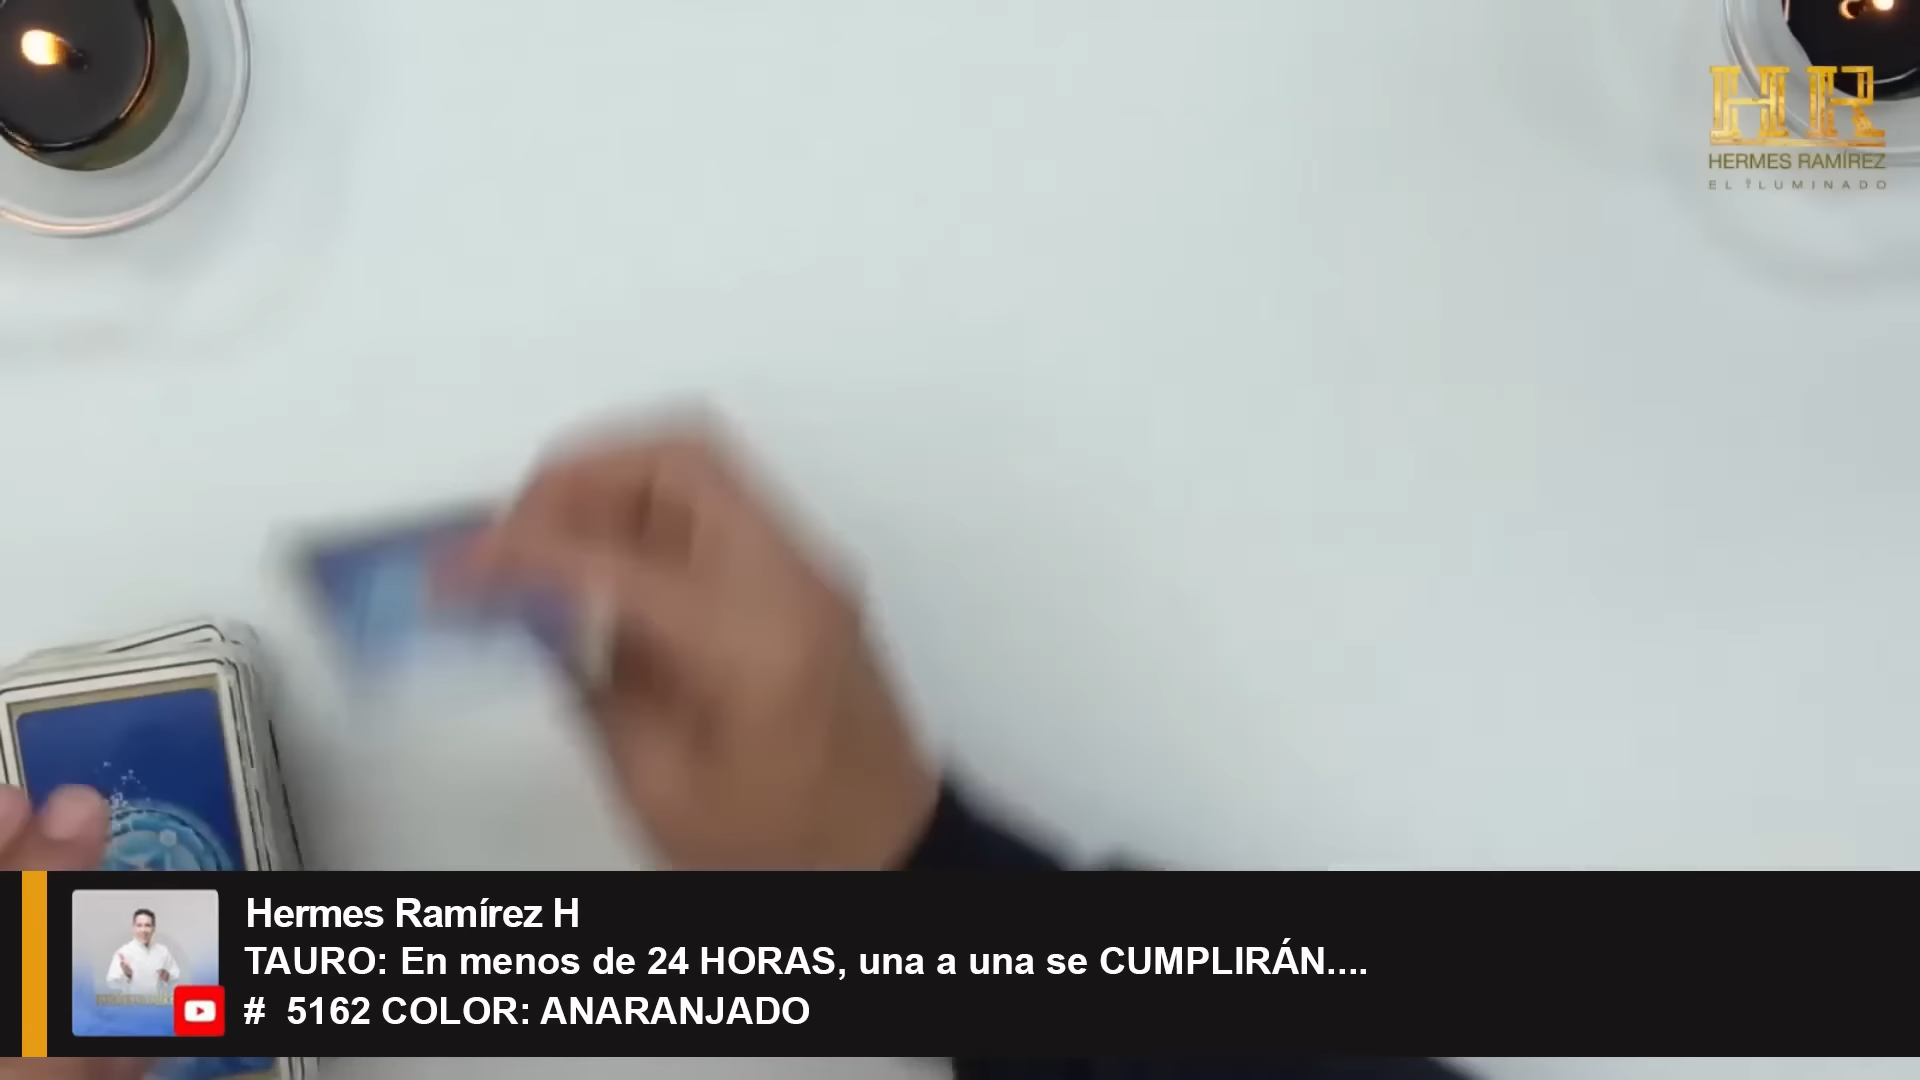 HR
HERMES RAMÍREZ
EL ILUMINADO
Hermes Ramírez H
TAURO: En menos de 24 HORAS, una a una se CUMPLIRÁN....
# 5162 COLOR: ANARANJADO